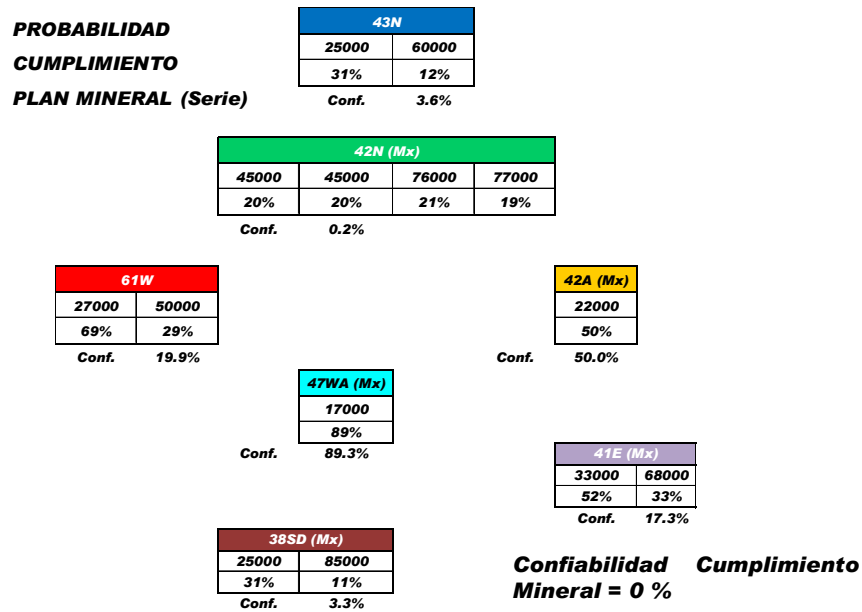 PROBABILIDAD
CUMPLIMIENTO
PLAN MINERAL (Serie)
43N
25000 60000
31% 12%
Conf. 3.6%
42N (Mx)
45000 45000 76000 77000
20% 20% 21% 19%
Conf. 0.2%
61W
27000 50000
69% 29%
Conf. 19.9%
42A (Mx)
22000
50%
Conf. 50.0%
47WA (Mx)
17000
89%
Conf. 89.3%
41E (Mx)
33000 68000
52% 33%
Conf. 17.3%
38SD (Mx)
25000 85000
31% 11%
Conf. 3.3%
Confiabilidad Cumplimiento
Mineral = 0 %